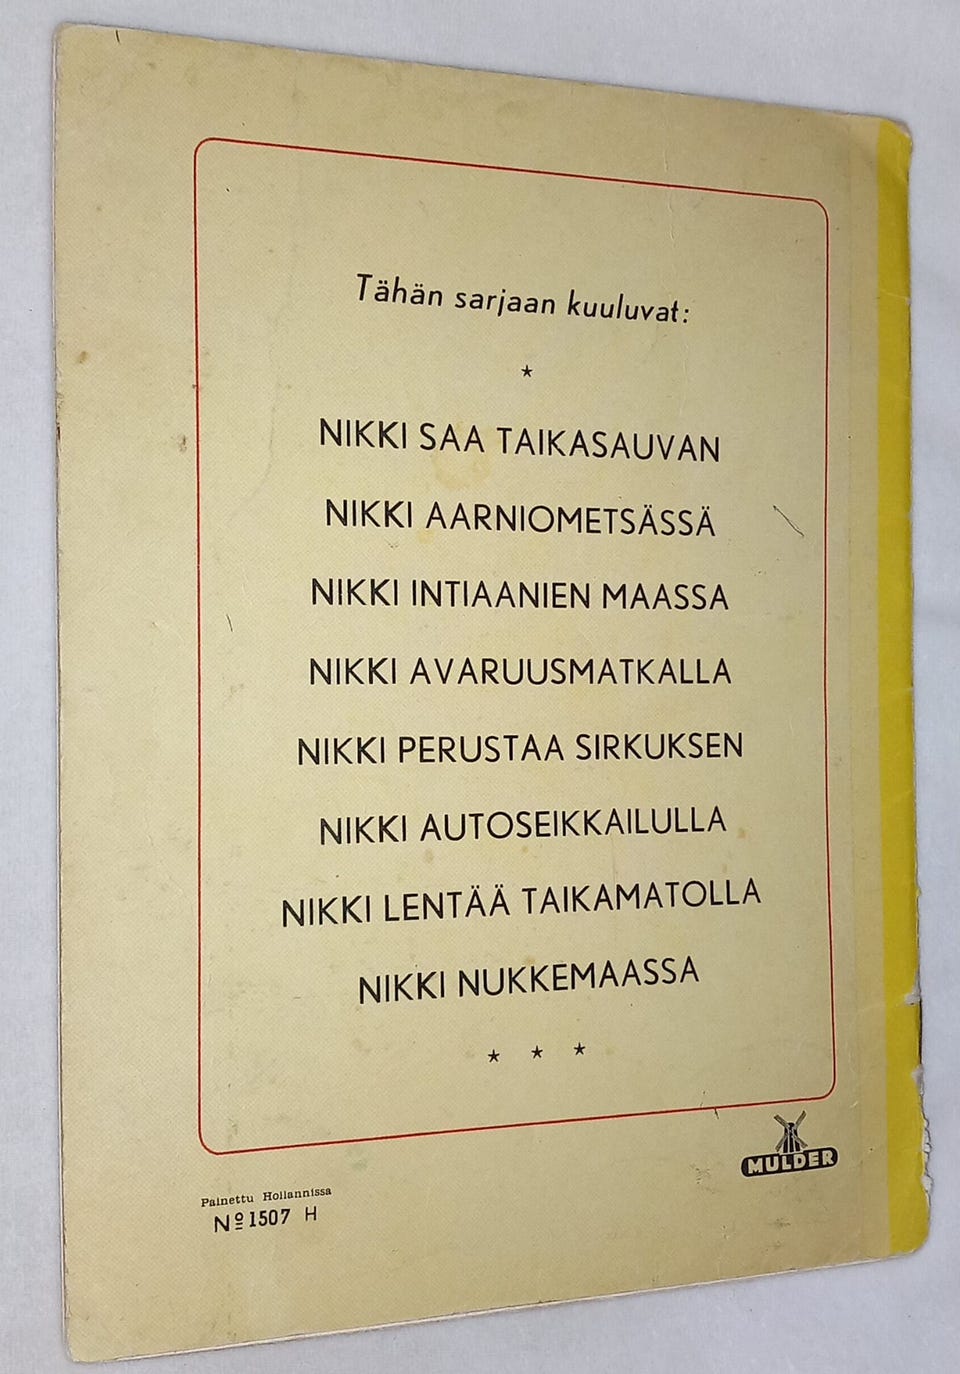 Tähän sarjaan kuuluvat:
NIKKI SAA TAIKASAUVAN
NIKKI AARNIOMETSÄSSÄ
NIKKI INTIAANIEN MAASSA
NIKKI AVARUUSMATKALLA
NIKKI PERUSTAA SIRKUKSEN
NIKKI AUTOSEIKKAILULLA
NIKKI LENTÄÄ TAIKAMATOLLA
NIKKI NUKKEMAASSA
MULDER
Painettu Hollannissa
Nº 1507 H